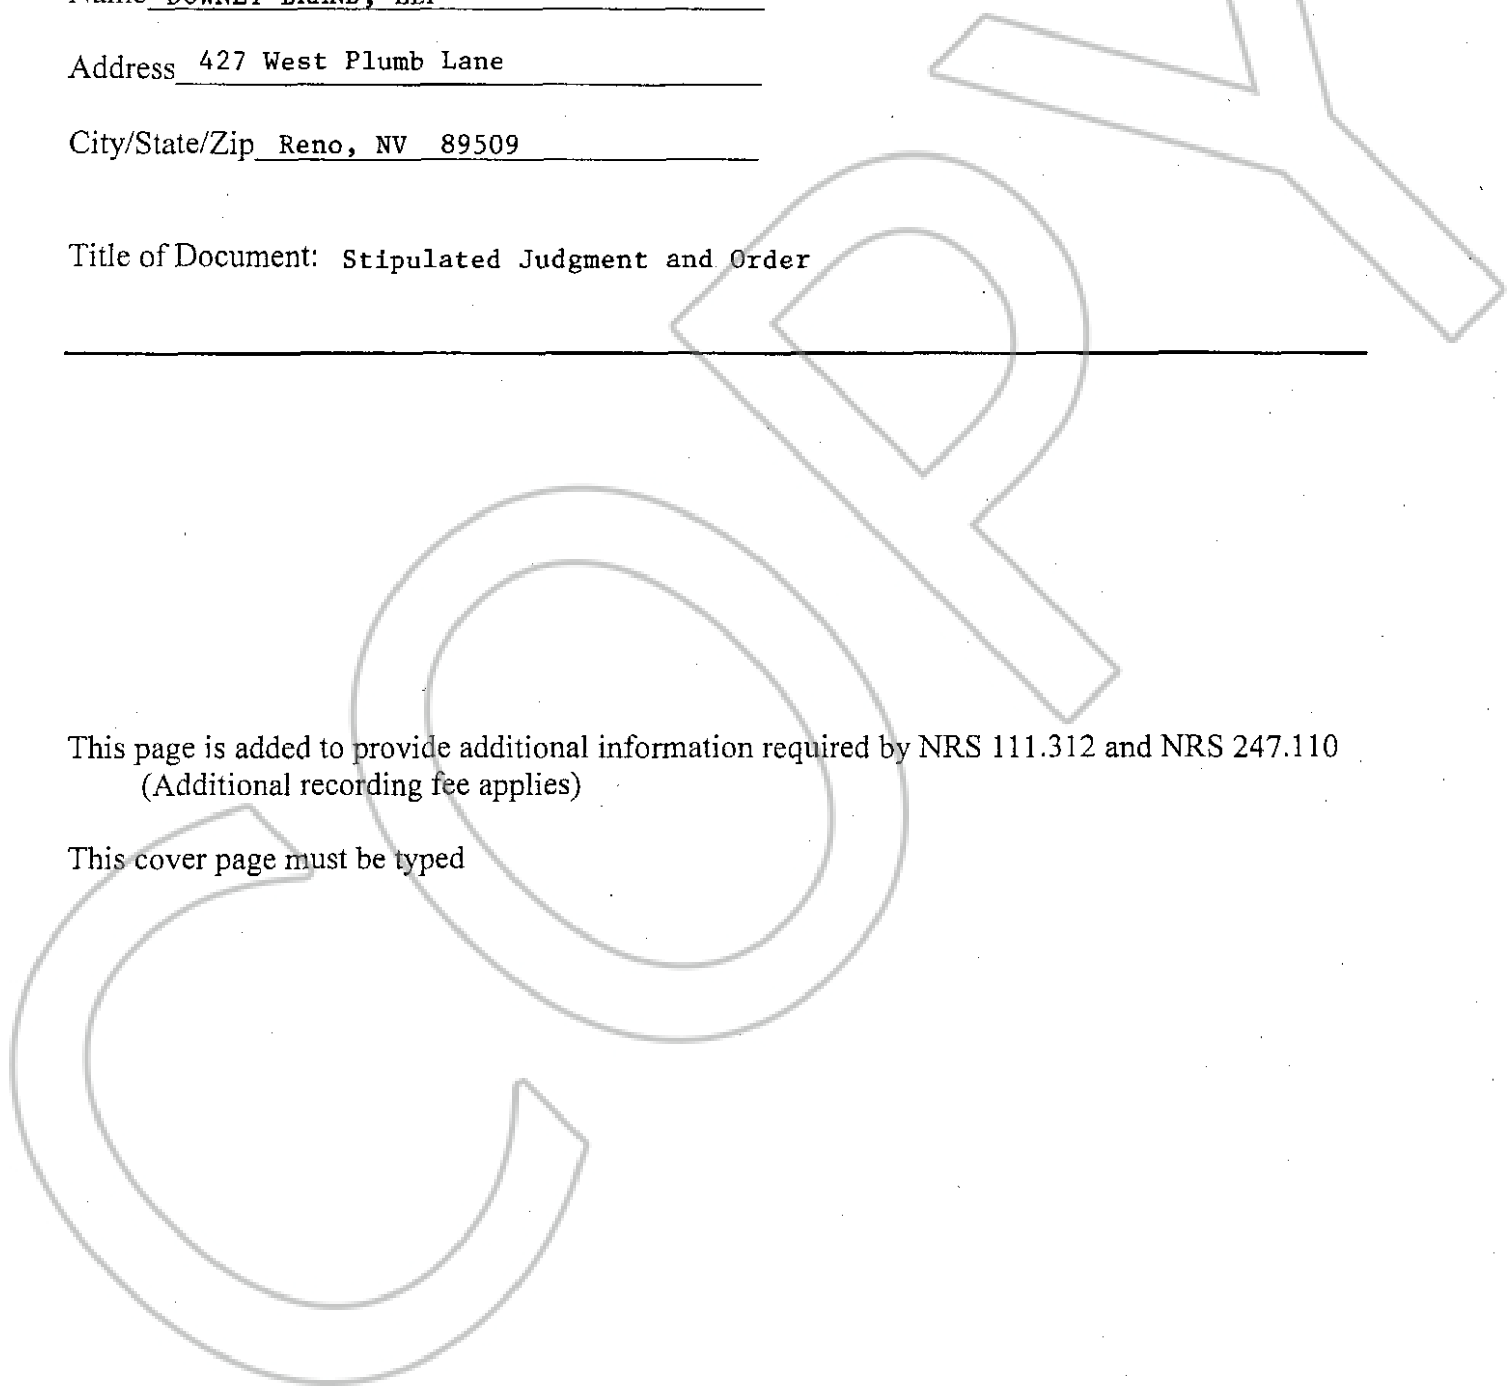 Address 427 West Plumb Lane
City/State/Zip Reno, NV 89509
Title of Document: Stipulated Judgment and Order
This page is added to provide additional information required by NRS 111.312 and NRS 247.110
(Additional recording fee applies)
This cover page must be typed
COPY